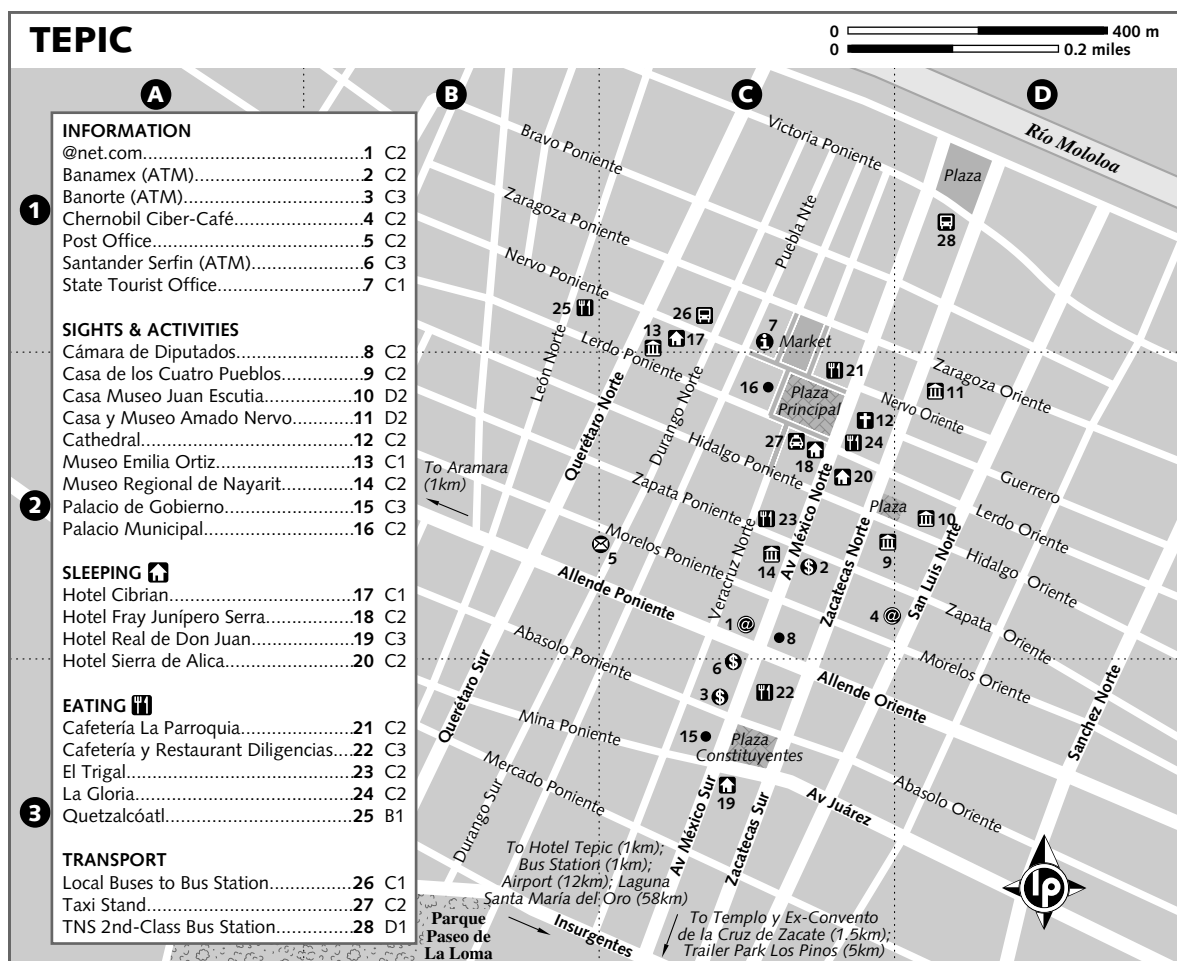 TEPIC
0 400 m
0 0.2 miles
A
B
C
D
1
2
3
INFORMATION
@net.com....................................1 C2
Banamex (ATM)...........................2 C2
Banorte (ATM).............................3 C3
Chernobil Ciber-Café...................4 C2
Post Office....................................5 C2
Santander Serfin (ATM)................6 C3
State Tourist Office......................7 C1
SIGHTS & ACTIVITIES
Cámara de Diputados...................8 C2
Casa de los Cuatro Pueblos..........9 C2
Casa Museo Juan Escutia............10 D2
Casa y Museo Amado Nervo......11 D2
Cathedral...................................12 C2
Museo Emilia Ortiz.....................13 C1
Museo Regional de Nayarit........14 C2
Palacio de Gobierno...................15 C3
Palacio Municipal.......................16 C2
SLEEPING
Hotel Cibrian..............................17 C1
Hotel Fray Junípero Serra...........18 C2
Hotel Real de Don Juan.............19 C3
Hotel Sierra de Alica..................20 C2
EATING
Cafetería La Parroquia................21 C2
Cafetería y Restaurant Diligencias...22 C3
El Trigal......................................23 C2
La Gloria....................................24 C2
Quetzalcóatl...............................25 B1
TRANSPORT
Local Buses to Bus Station..........26 C1
Taxi Stand..................................27 C2
TNS 2nd-Class Bus Station.........28 D1
Río Mololoa
Victoria Poniente
Bravo Poniente
Plaza
28
Zaragoza Poniente
Puebla Nte
Nervo Poniente
25
26
13
17
7
Market
Lerdo Poniente
León Norte
Querétaro Norte
Durango Norte
16
Plaza
Principal
21
Zaragoza Oriente
11
Nervo Oriente
12
27
24
18
Hidalgo Poniente
To Aramara
(1km)
20
Guerrero
Zapata Poniente
Plaza
10
Lerdo Oriente
23
5
Morelos Poniente
Veracruz Norte
14
Av México Norte
2
Zacatecas Norte
9
San Luis Norte
Hidalgo Oriente
Allende Poniente
1
@
8
4
@
Zapata Oriente
Abasolo Poniente
6
Morelos Oriente
Querétaro Sur
3
22
Allende Oriente
Sanchez Norte
Mina Poniente
15
Plaza
Constituyentes
Mercado Poniente
19
Av Juárez
Abasolo Oriente
Durango Sur
Av México Sur
Zacatecas Sur
To Hotel Tepic (1km);
Bus Station (1km);
Airport (12km); Laguna
Santa María del Oro (58km)
Parque
Paseo de
La Loma
Insurgentes
To Templo y Ex-Convento
de la Cruz de Zacate (1.5km);
Trailer Park Los Pinos (5km)
lp